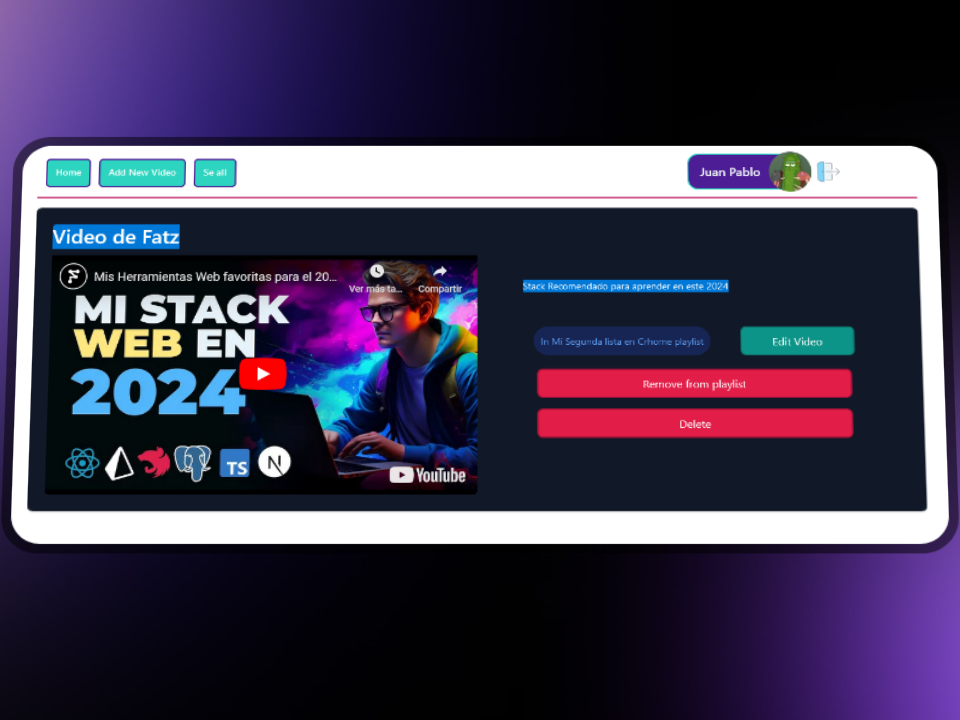 Home
Add New Video
Se all
Juan Pablo
Video de Fatz
Mis Herramientas Web favoritas para el 20...
Ver más ta...
Compartir
MI STACK
WEB EN
2024
TS
N
YouTube
Stack Recomendado para aprender en este 2024
In Mi Segunda lista en Crhome playlist
Edit Video
Remove from playlist
Delete